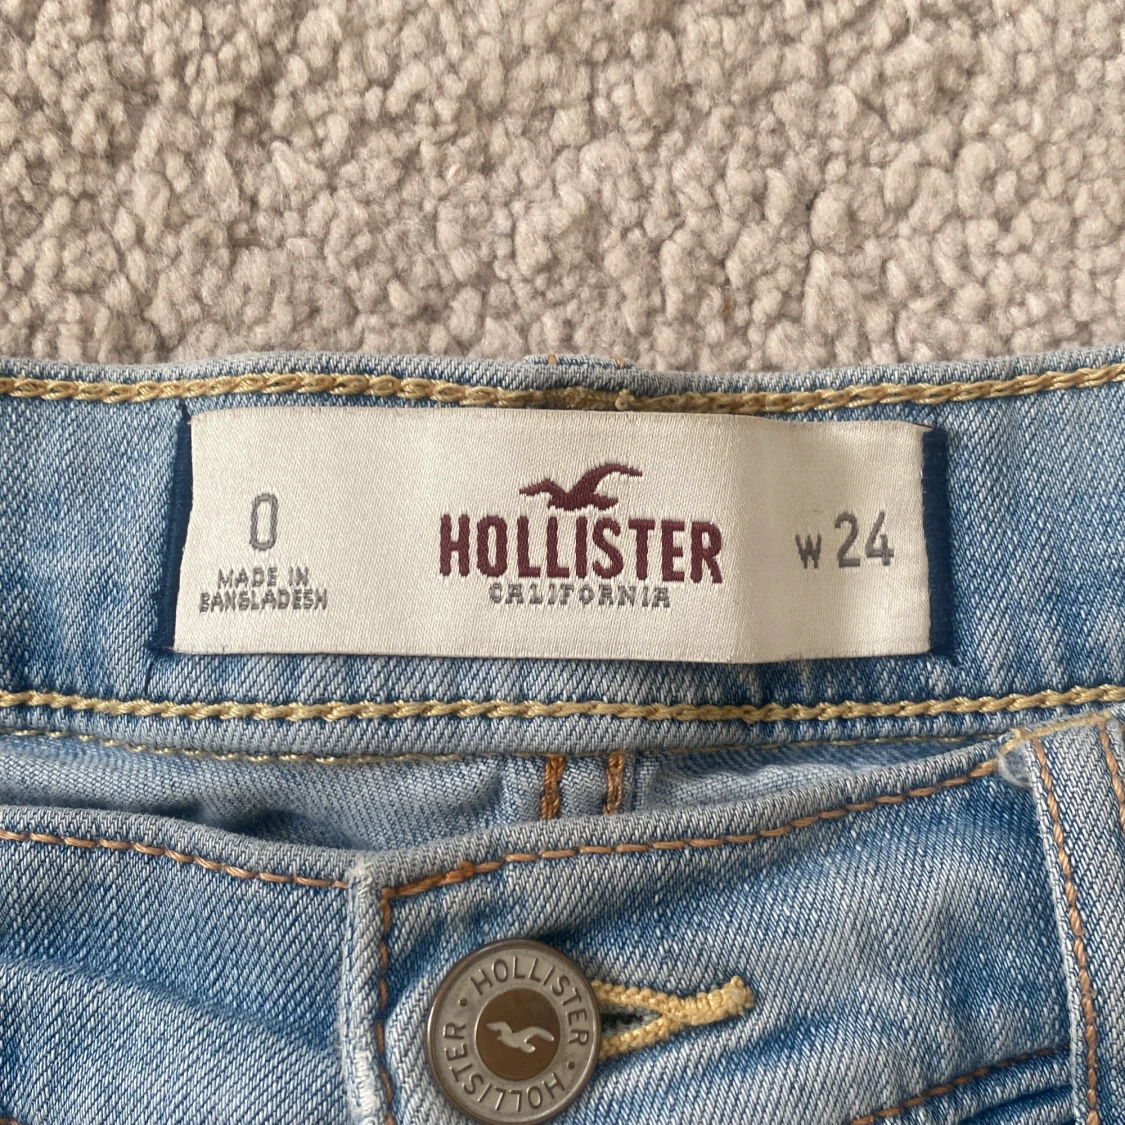 0
MADE IN
BANGLADESH
HOLLISTER
CALIFORNIA
W 24
HOLLISTER • HOLLISTER •